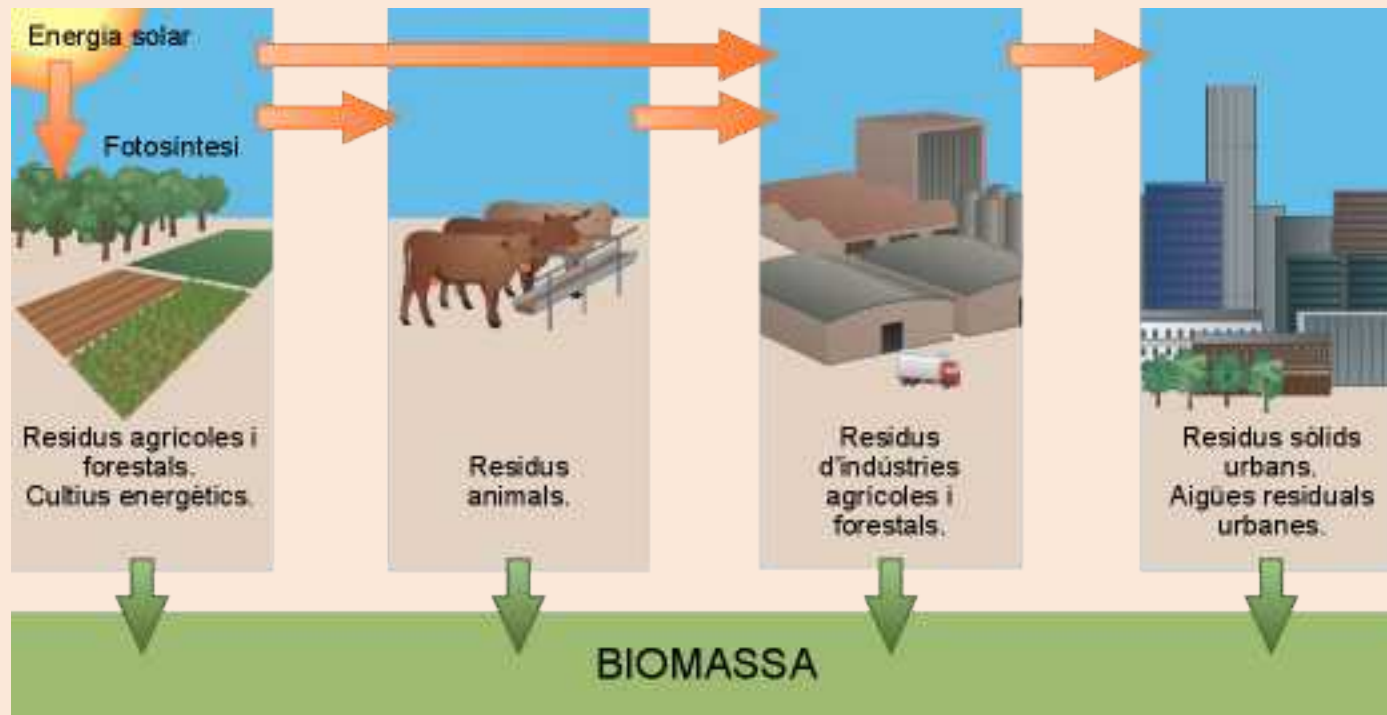 Energia solar
Fotosíntesi
Residus agrícoles i
forestals.
Cultius energètics.
Residus
animals.
Residus
d'indústries
agrícoles i
forestals.
Residus sòlids
urbans.
Aigües residuals
urbanes.
BIOMASSA